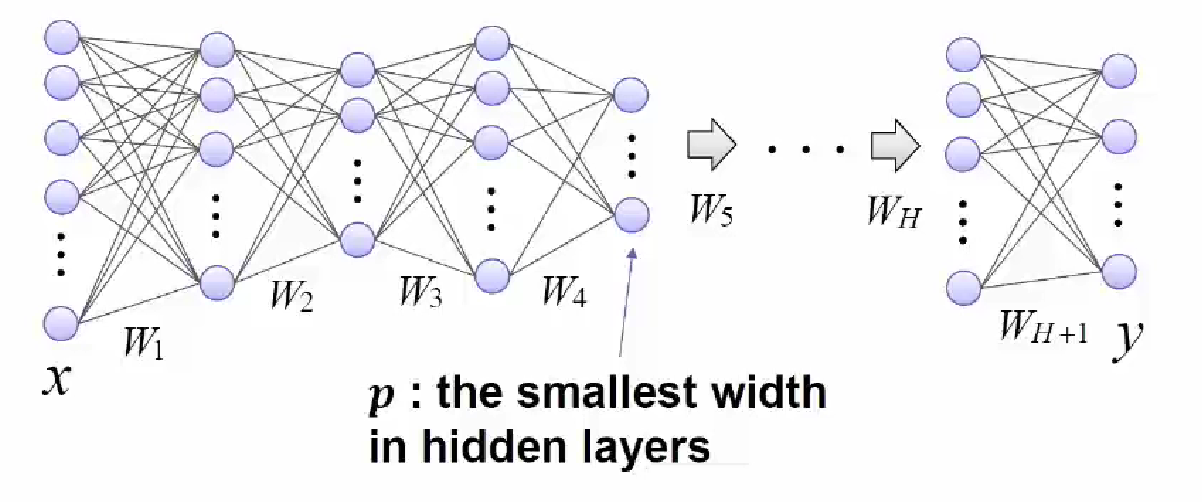 W₅
W_H
W₂
W₃
W₄
W₁
W_{H+1}
y
x
p : the smallest width
in hidden layers